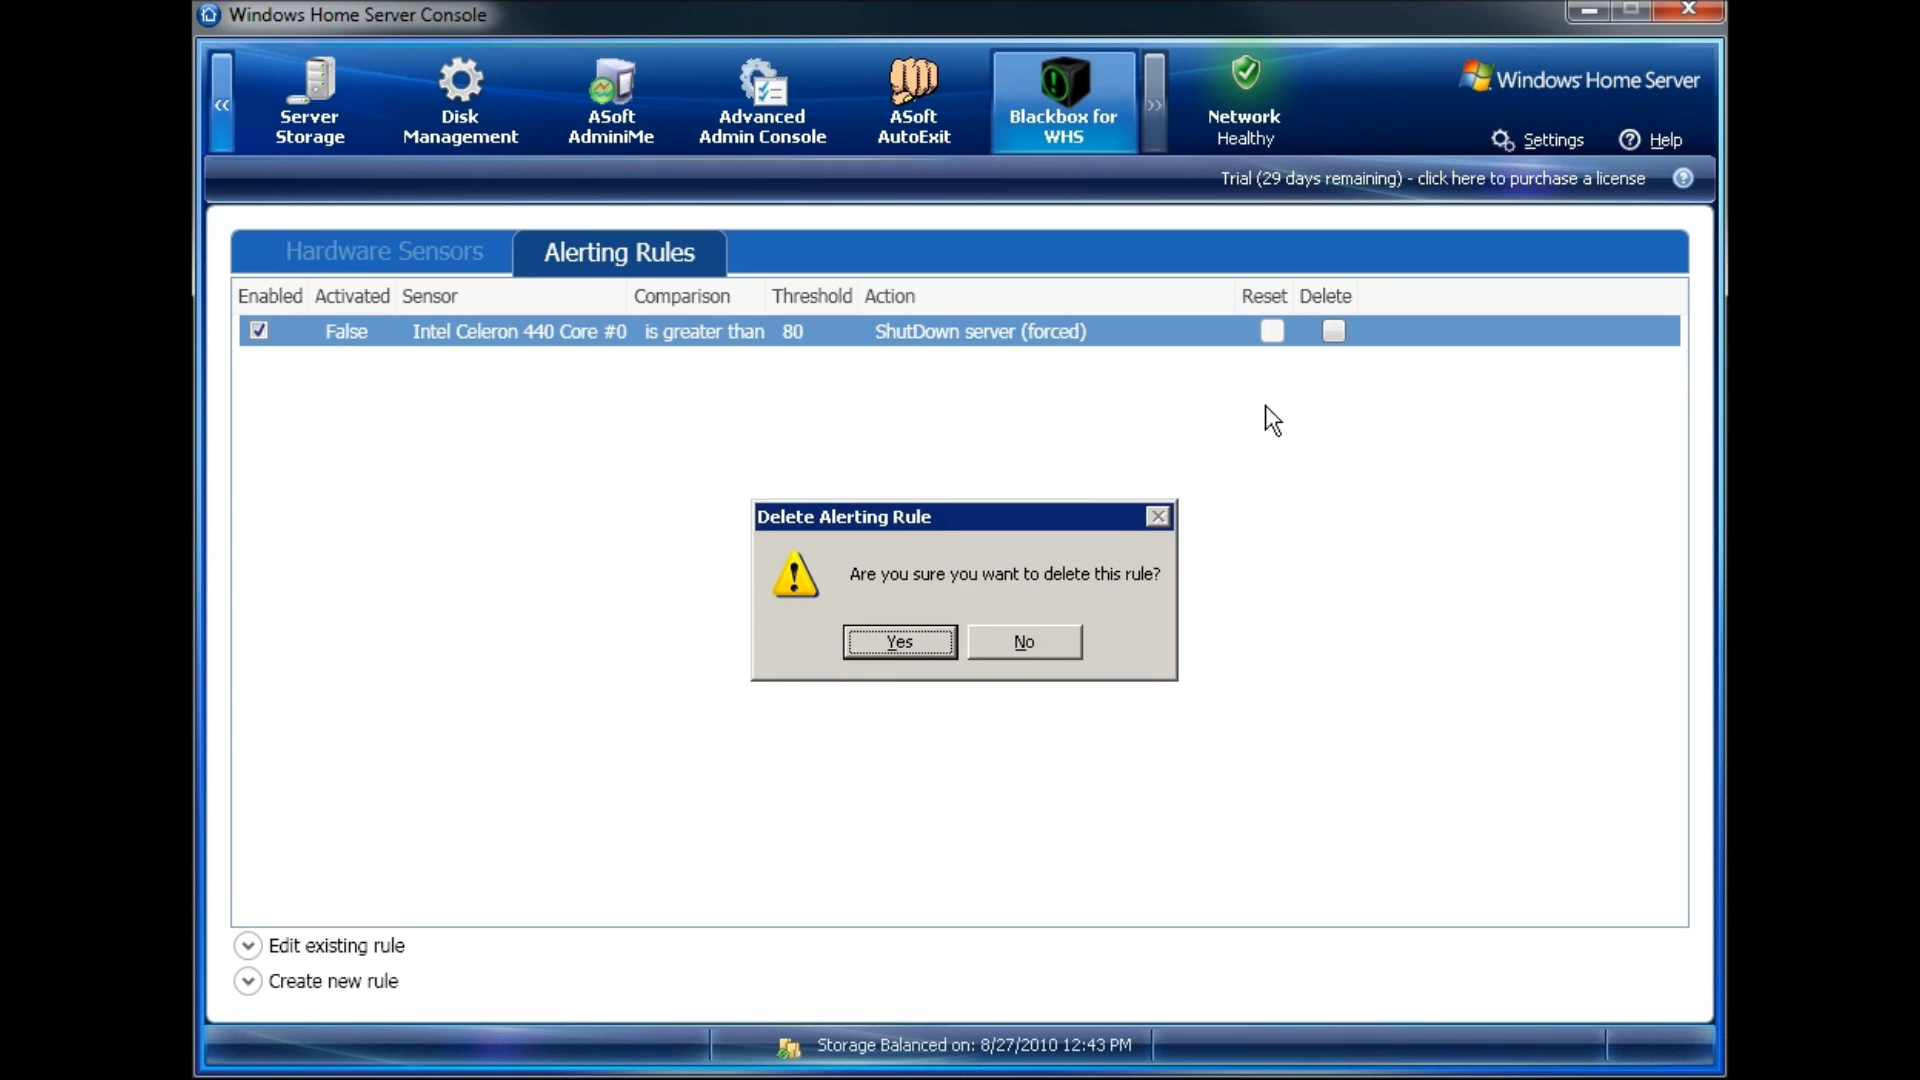 Windows Home Server Console
Server Storage
Disk Management
ASoft AdminiMe
Advanced Admin Console
ASoft AutoExit
Blackbox for WHS
Network
Healthy
Windows Home Server
Settings
Help
Trial (29 days remaining) - click here to purchase a license
Hardware Sensors
Alerting Rules
Enabled Activated Sensor Comparison Threshold Action Reset Delete
False Intel Celeron 440 Core #0 is greater than 80 ShutDown server (forced)
Delete Alerting Rule
Are you sure you want to delete this rule?
Yes
No
Edit existing rule
Create new rule
Storage Balanced on: 8/27/2010 12:43 PM